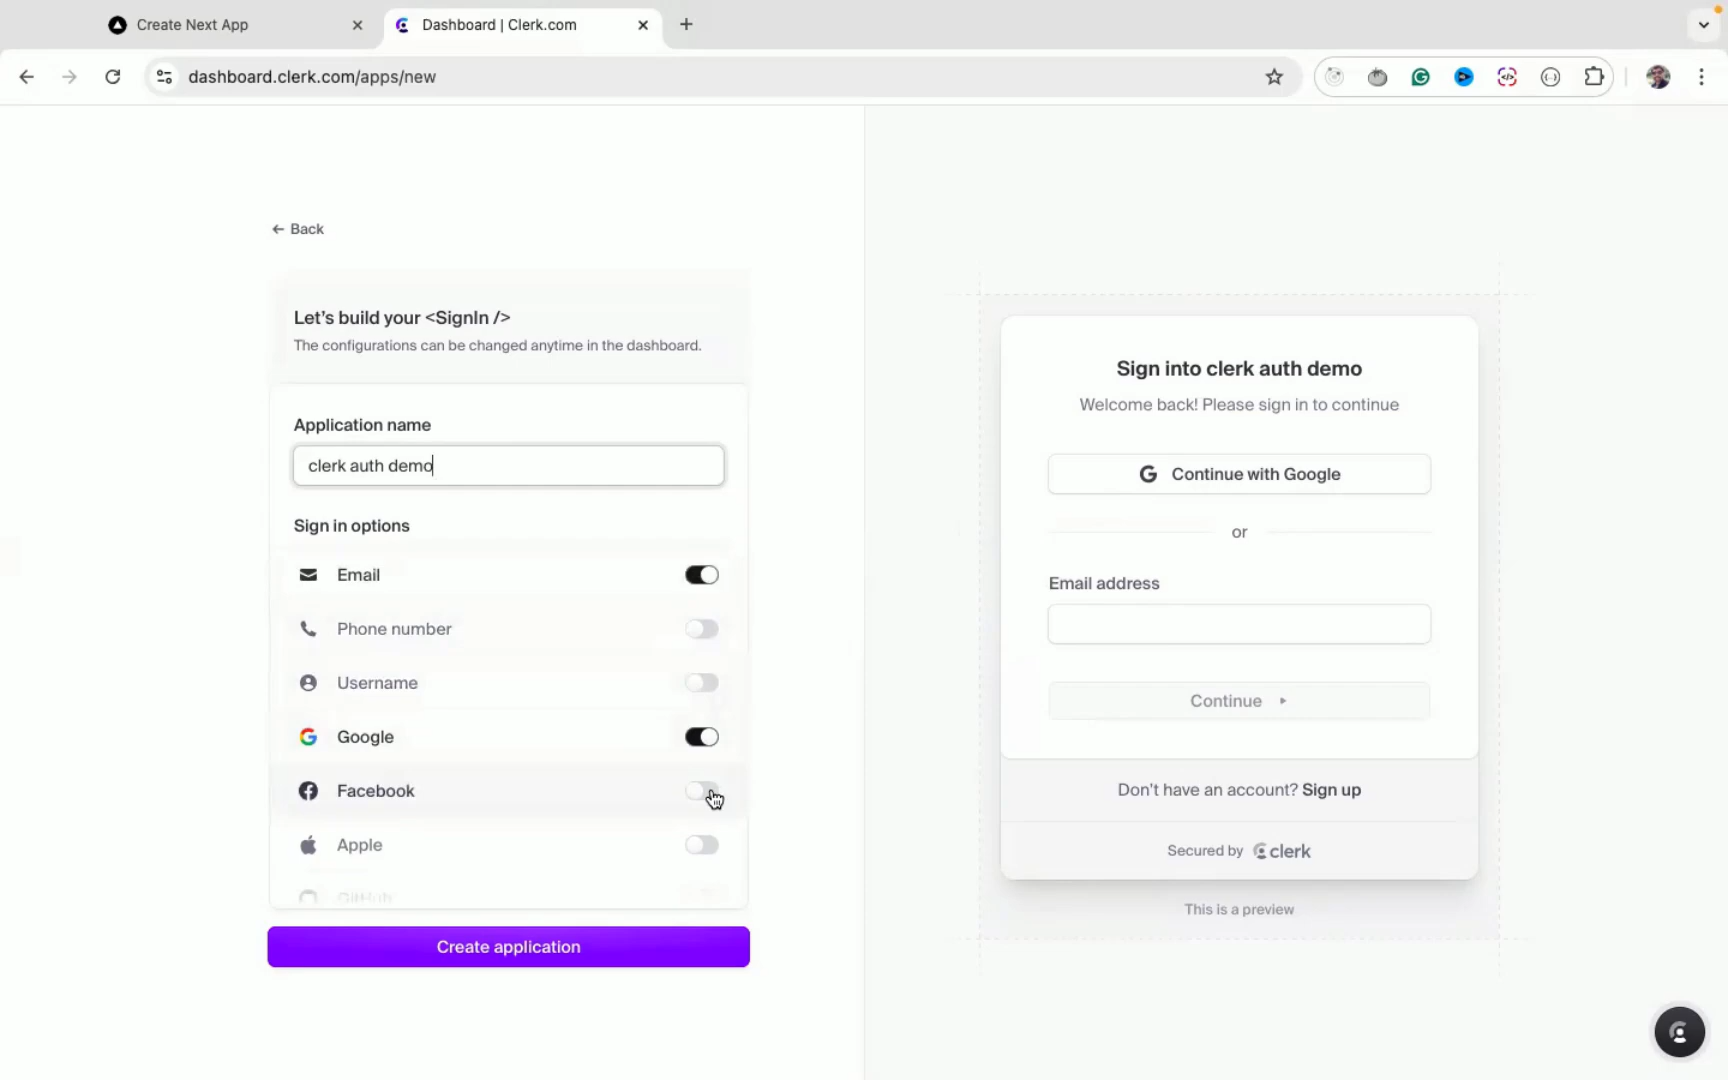 Create Next App
Dashboard | Clerk.com
dashboard.clerk.com/apps/new
← Back
Let's build your <SignIn />
The configurations can be changed anytime in the dashboard.
Application name
clerk auth demo
Sign in options
Email
Phone number
Username
Google
Facebook
Apple
GitHub
Create application
Sign into clerk auth demo
Welcome back! Please sign in to continue
Continue with Google
or
Email address
Continue
Don't have an account? Sign up
Secured by clerk
This is a preview